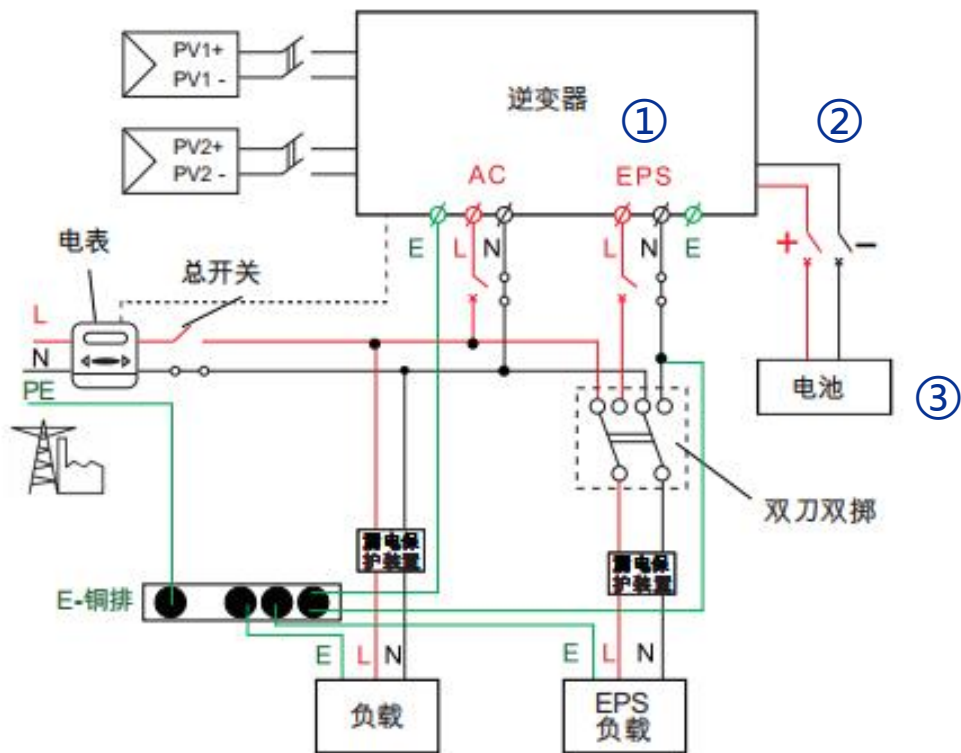 PV1+
PV1 -
PV2+
PV2 -
逆变器
①
②
AC
EPS
E
L
N
L
N
E
+
−
电表
总开关
L
N
PE
电池
③
双刀双掷
漏电保
护装置
漏电保
护装置
E-铜排
E
L
N
E
L
N
负载
EPS
负载